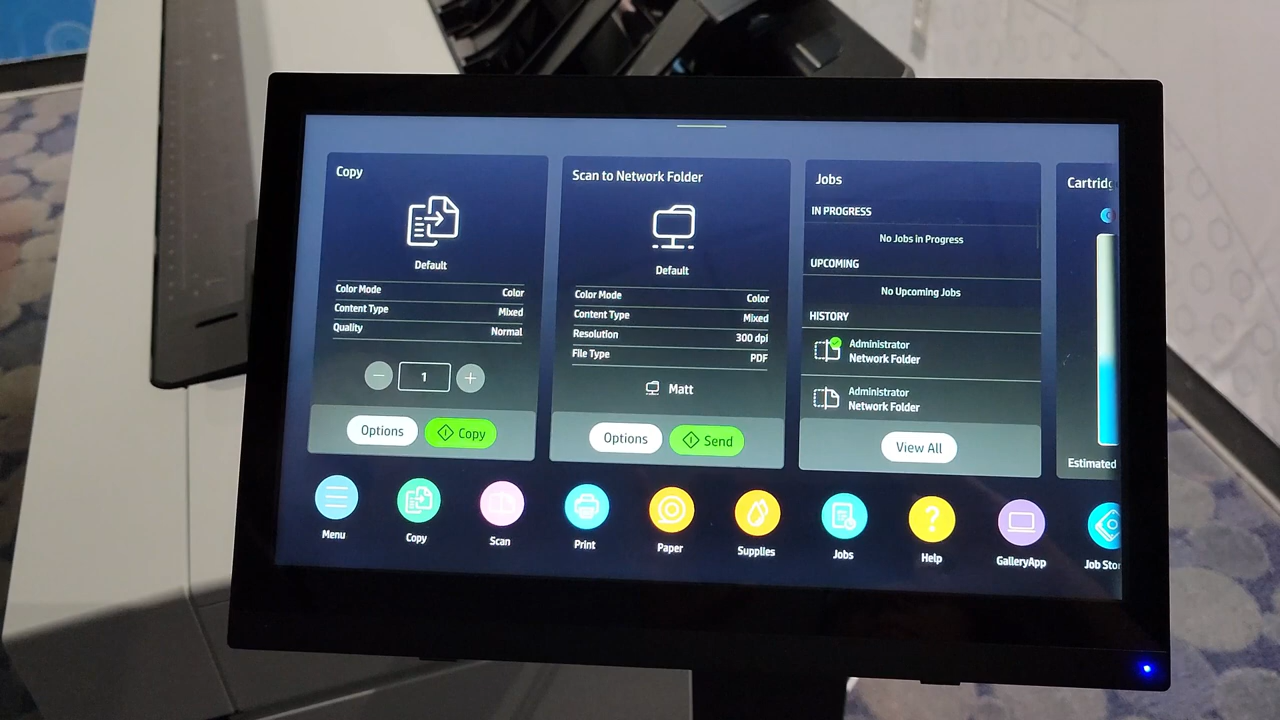 Copy
Default
Color Mode Color
Content Type Mixed
Quality Normal
1
Options Copy
Scan to Network Folder
Default
Color Mode Color
Content Type Mixed
Resolution 300 dpi
File Type PDF
Matt
Options Send
Jobs
IN PROGRESS
No Jobs in Progress
UPCOMING
No Upcoming Jobs
HISTORY
Administrator
Network Folder
Administrator
Network Folder
View All
Cartridg
Estimated
Menu Copy Scan Print Paper Supplies Jobs Help GalleryApp Job Stor